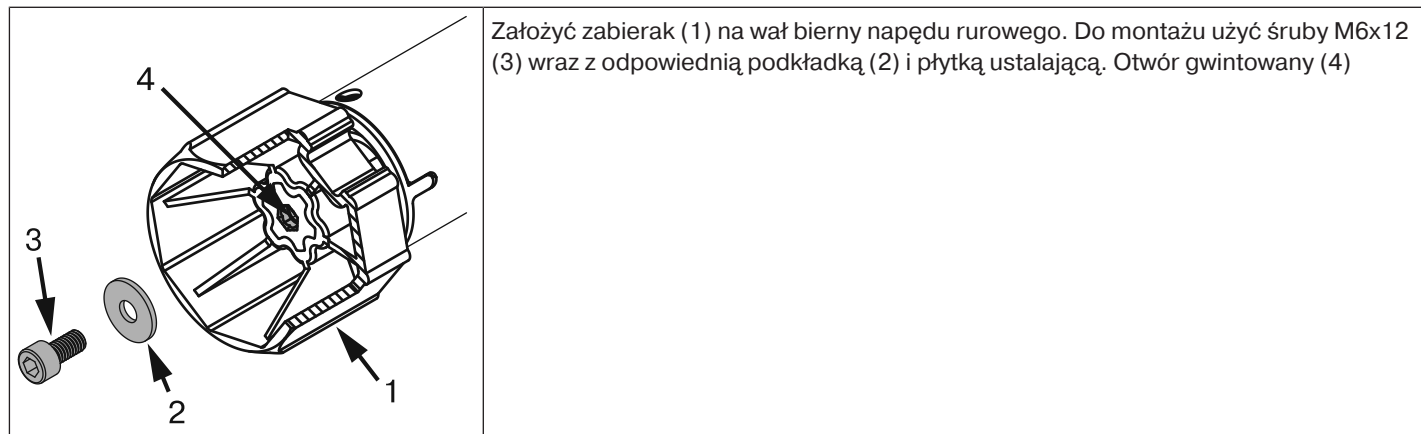 Założyć zabierak (1) na wał bierny napędu rurowego. Do montażu użyć śruby M6x12
(3) wraz z odpowiednią podkładką (2) i płytką ustalającą. Otwór gwintowany (4)
4
3
2
1